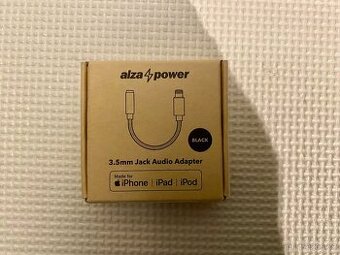 alza power
BLACK
3.5mm Jack Audio Adapter
Made for
iPhone | iPad | iPod